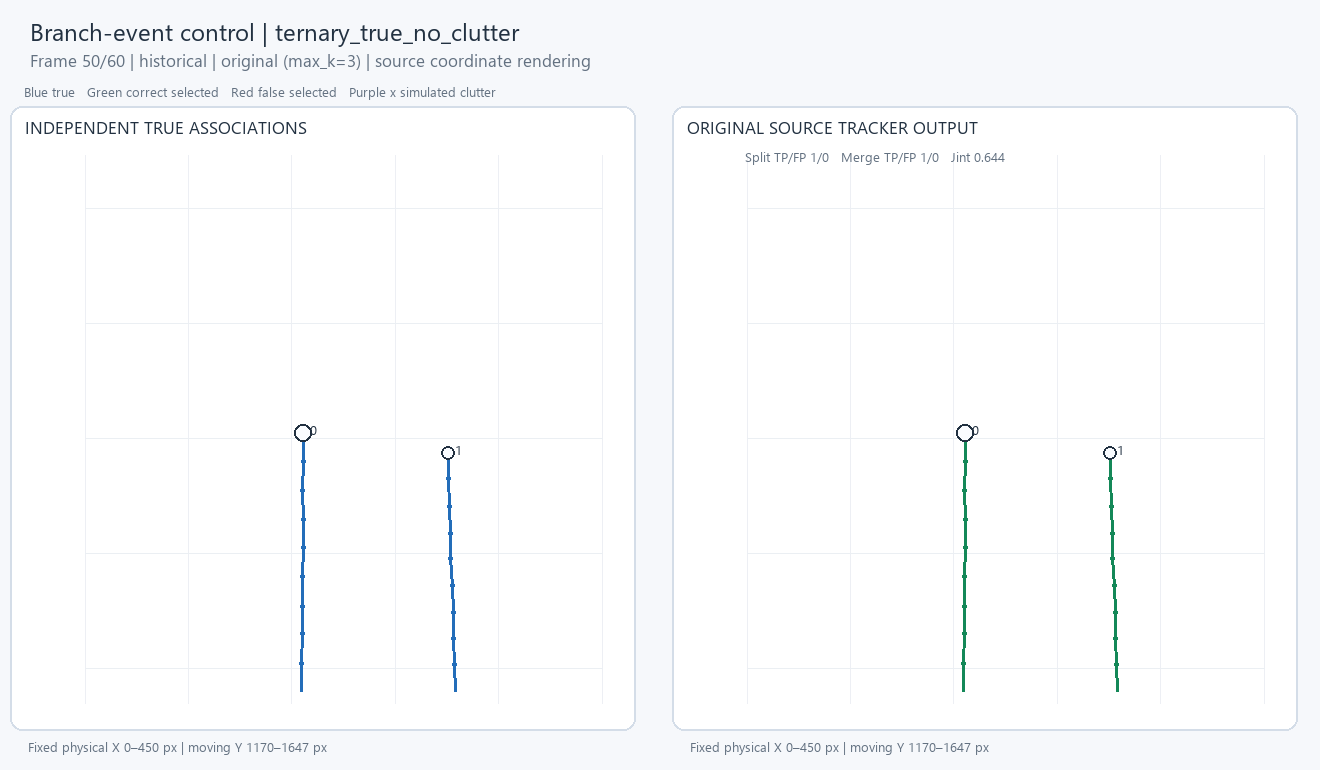 Branch-event control | ternary_true_no_clutter
Frame 50/60 | historical | original (max_k=3) | source coordinate rendering
Blue true Green correct selected Red false selected Purple x simulated clutter
INDEPENDENT TRUE ASSOCIATIONS
0
1
Fixed physical X 0–450 px | moving Y 1170–1647 px
ORIGINAL SOURCE TRACKER OUTPUT
Split TP/FP 1/0 Merge TP/FP 1/0 Jint 0.644
0
1
Fixed physical X 0–450 px | moving Y 1170–1647 px